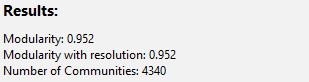 Results:
Modularity: 0.952
Modularity with resolution: 0.952
Number of Communities: 4340